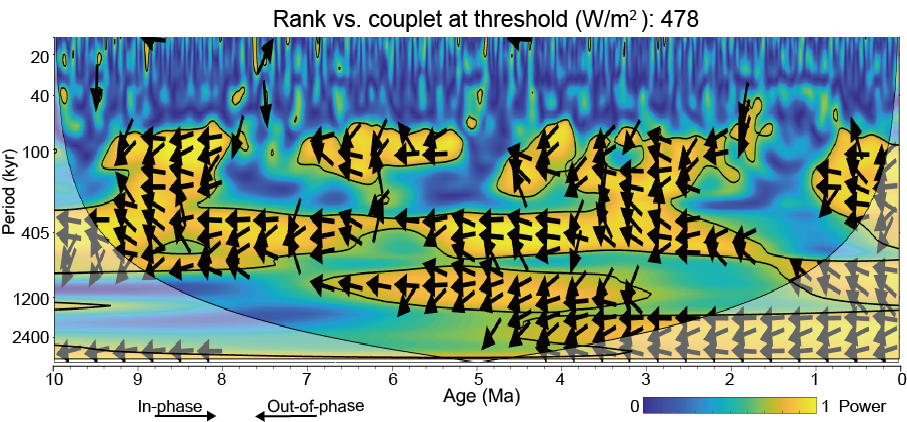 Rank vs. couplet at threshold (W/m²): 478
20
40
100
405
1200
2400
Period (kyr)
10 9 8 7 6 5 4 3 2 1 0
Age (Ma)
In-phase Out-of-phase
0 1 Power